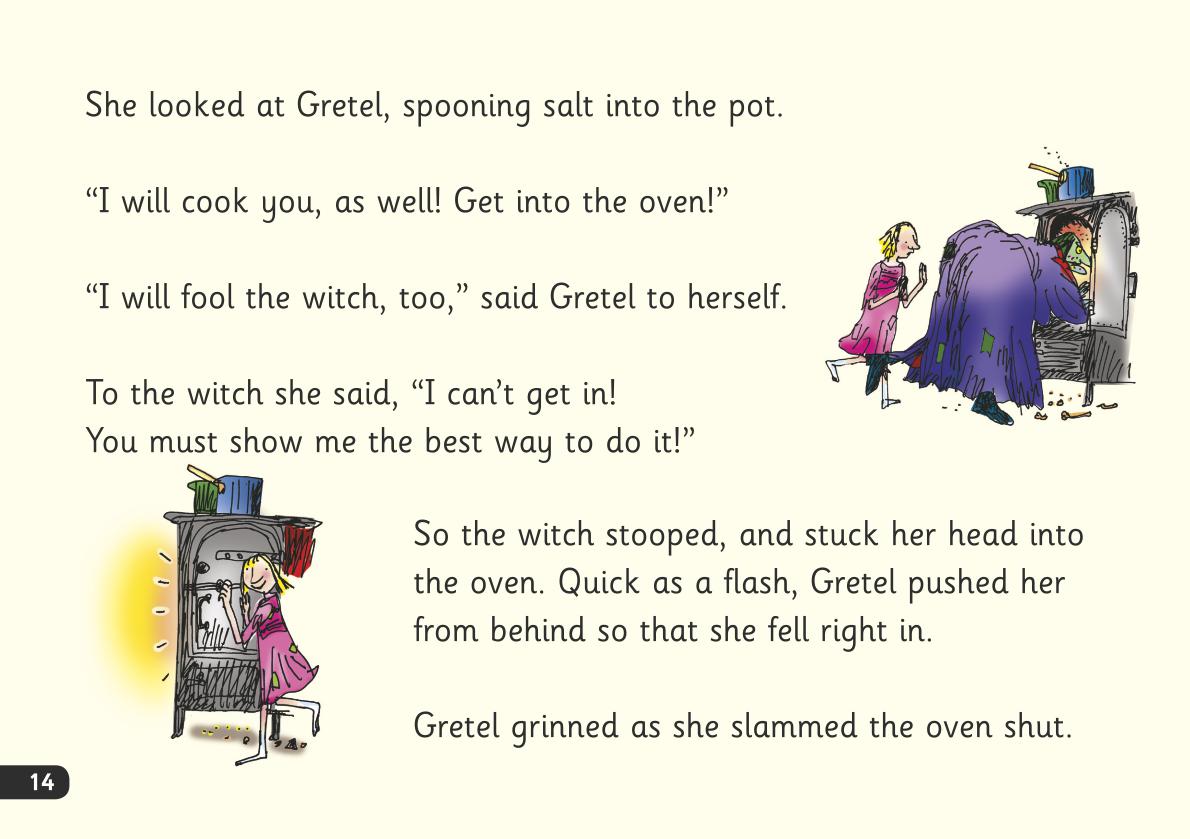 She looked at Gretel, spooning salt into the pot.
“I will cook you, as well! Get into the oven!”
“I will fool the witch, too,” said Gretel to herself.
To the witch she said, “I can’t get in!
You must show me the best way to do it!”
So the witch stooped, and stuck her head into
the oven. Quick as a flash, Gretel pushed her
from behind so that she fell right in.
Gretel grinned as she slammed the oven shut.
14